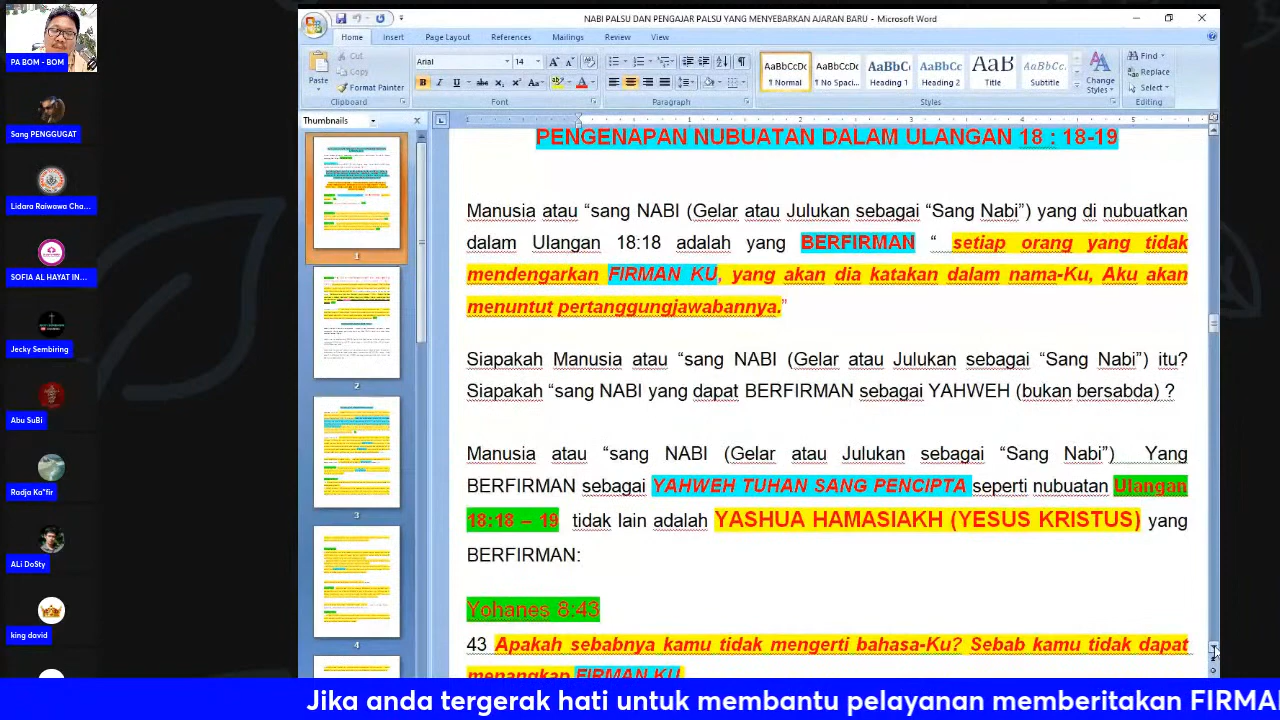 NABI PALSU DAN PENGAJAR PALSU YANG MENYEBARKAN AJARAN BARU - Microsoft Word
Home Insert Page Layout References Mailings Review View
Paste
Cut
Copy
Format Painter
Clipboard
Arial 14
Font
Paragraph
AaBbCcDc AaBbCcDc AaBbC AaBbCc AaB AaBbCc
¶ Normal ¶ No Spaci... Heading 1 Heading 2 Title Subtitle
Change Styles
Styles
Find
Replace
Select
Editing
Thumbnails
1
2
3
4
PA BOM - BOM
Sang PENGGUGAT
Lidara Raiwawa Cha...
SOFIA AL HAYAT IN...
Jecky Sembiring
Abu SuBi
Radja Ka"fir
ALi DoSty
king david
PENGENAPAN NUBUATAN DALAM ULANGAN 18 : 18-19
Manusia atau “sang NABI (Gelar atau Julukan sebagai “Sang Nabi”) yang di nubuatkan
dalam Ulangan 18:18 adalah yang BERFIRMAN “ setiap orang yang tidak
mendengarkan FIRMAN KU, yang akan dia katakan dalam nama-Ku, Aku akan
menuntut pertanggungjawabannya.”
Siapakah Manusia atau “sang NABI (Gelar atau Julukan sebagai “Sang Nabi”) itu?
Siapakah “sang NABI yang dapat BERFIRMAN sebagai YAHWEH (bukan bersabda) ?
Manusia atau “sang NABI (Gelar atau Julukan sebagai “Sang Nabi”) Yang
BERFIRMAN sebagai YAHWEH TUHAN SANG PENCIPTA seperti nubuatan Ulangan
18:18 – 19 tidak lain adalah YASHUA HAMASIAKH (YESUS KRISTUS) yang
BERFIRMAN:
Yohanes 8:43
43 Apakah sebabnya kamu tidak mengerti bahasa-Ku? Sebab kamu tidak dapat
menangkap FIRMAN KU.
Jika anda tergerak hati untuk membantu pelayanan memberitakan FIRMA